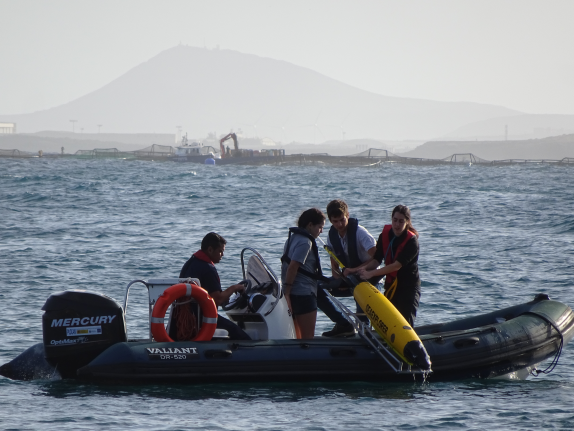 MERCURY
OptiMax
VALIANT
DR-520